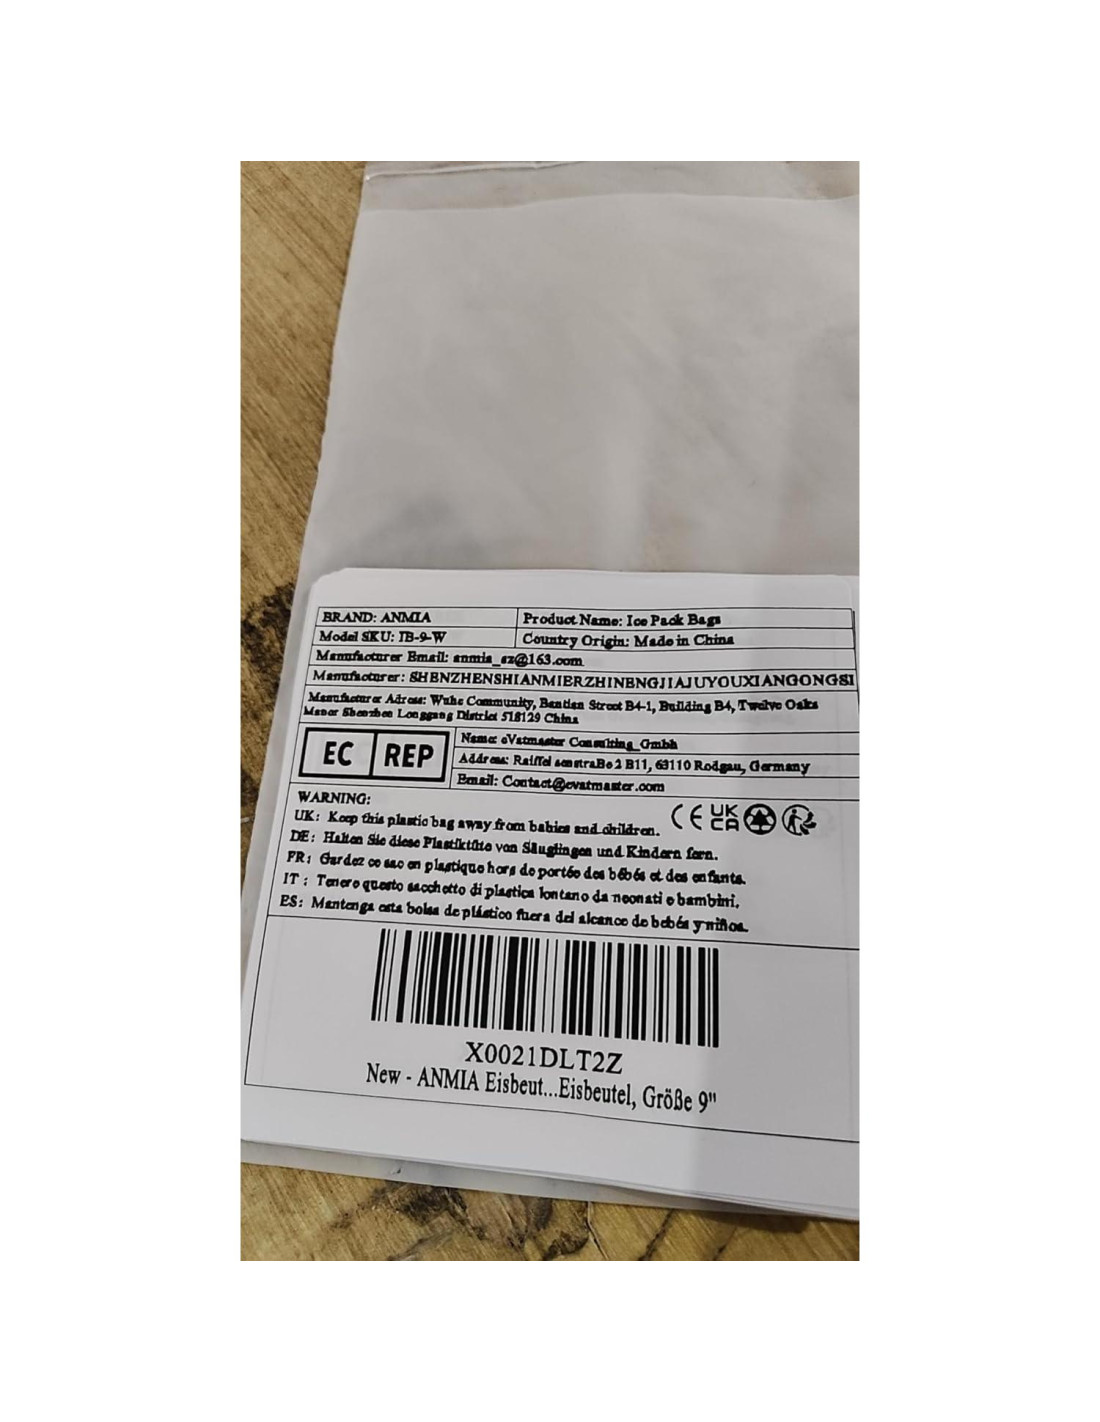 BRAND: ANMIA
Product Name: Ice Pack Bags
Model SKU: IB-9-W
Country Origin: Made in China
Manufacturer Email: anmia_sz@163.com
Manufacturer: SHENZHENSHIANMIERZHINENGJIAJUYOUXIANGONGSI
Manufacturer Adress: Wuhe Community, Bantian Street B4-1, Building B4, Twelve Oaks
Manor Shenzhen Longgang District 518129 China
EC REP
Name: eVatmaster Consulting Gmbh
Address: RaiffeisenstraBe 2 B11, 63110 Rodgau, Germany
Email: Contact@evatmaster.com
WARNING:
CE UK CA
UK: Keep this plastic bag away from babies and children.
DE: Halten Sie diese Plastiktüte von Säuglingen und Kindern fern.
FR: Gardez ce sac en plastique hors de portée des bébés et des enfants.
IT: Tenere questo sacchetto di plastica lontano da neonati e bambini.
ES: Mantenga esta bolsa de plástico fuera del alcance de bebés y niños.
X0021DLT2Z
New - ANMIA Eisbeut...Eisbeutel, Größe 9"